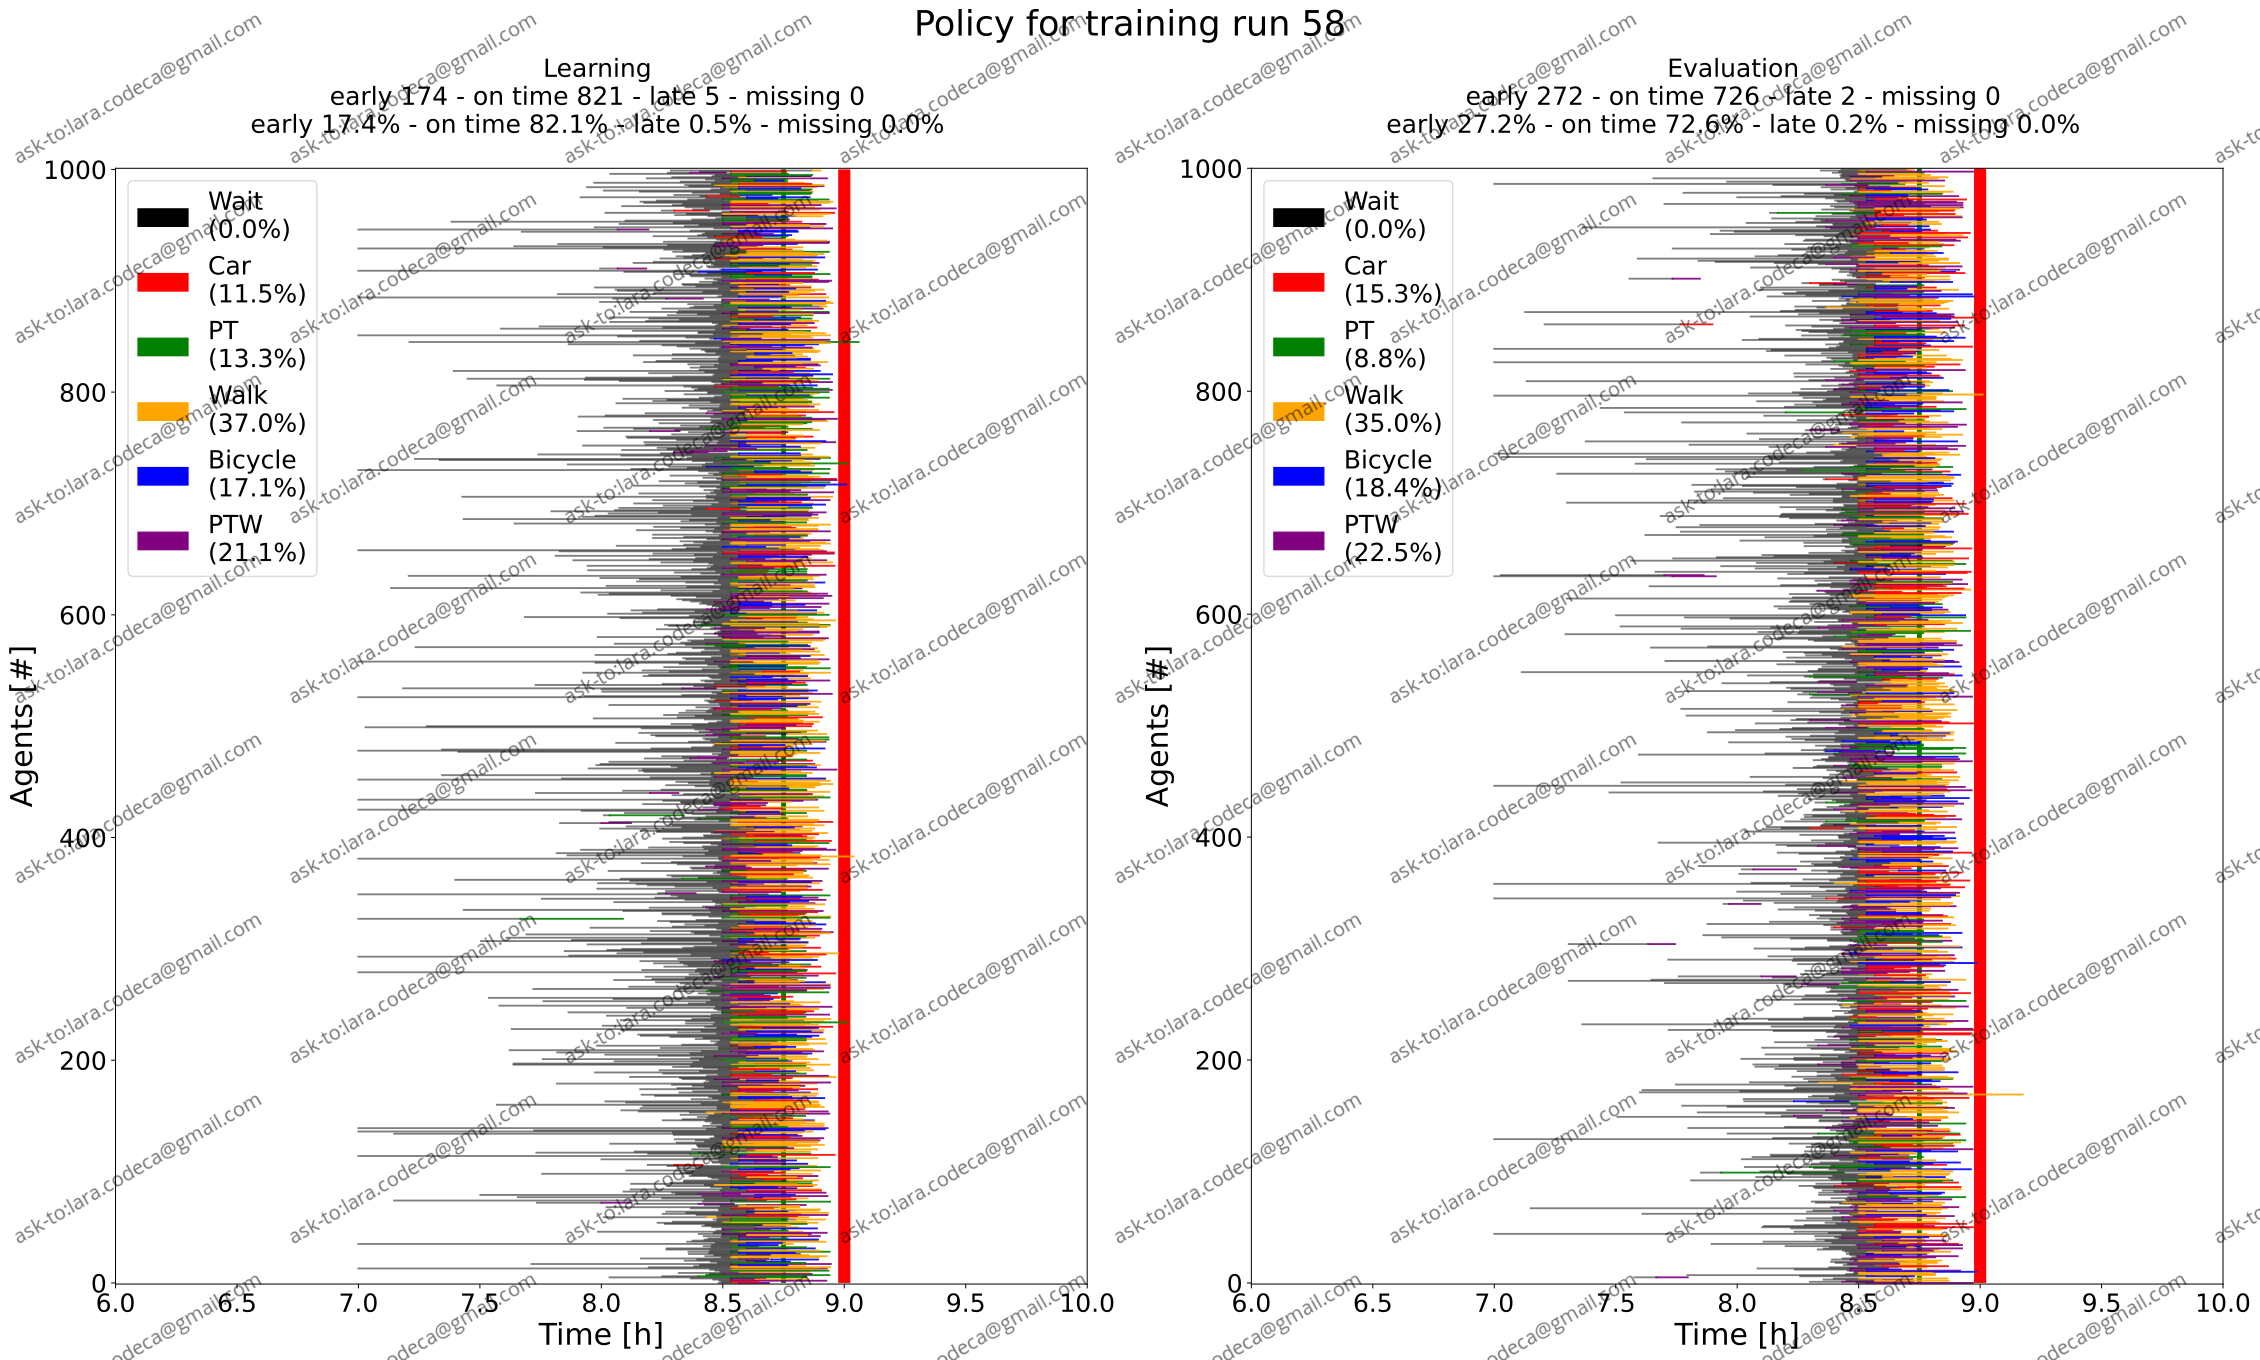 Policy for training run 58
Learning
early 174 - on time 821 - late 5 - missing 0
early 17.4% - on time 82.1% - late 0.5% - missing 0.0%
Evaluation
early 272 - on time 726 - late 2 - missing 0
early 27.2% - on time 72.6% - late 0.2% - missing 0.0%
Agents [#]
1000
800
600
400
200
0
Wait
(0.0%)
Car
(11.5%)
PT
(13.3%)
Walk
(37.0%)
Bicycle
(17.1%)
PTW
(21.1%)
6.0 6.5 7.0 7.5 8.0 8.5 9.0 9.5 10.0
Time [h]
Agents [#]
1000
800
600
400
200
0
Wait
(0.0%)
Car
(15.3%)
PT
(8.8%)
Walk
(35.0%)
Bicycle
(18.4%)
PTW
(22.5%)
6.0 6.5 7.0 7.5 8.0 8.5 9.0 9.5 10.0
Time [h]
ask-to:lara.codeca@gmail.com